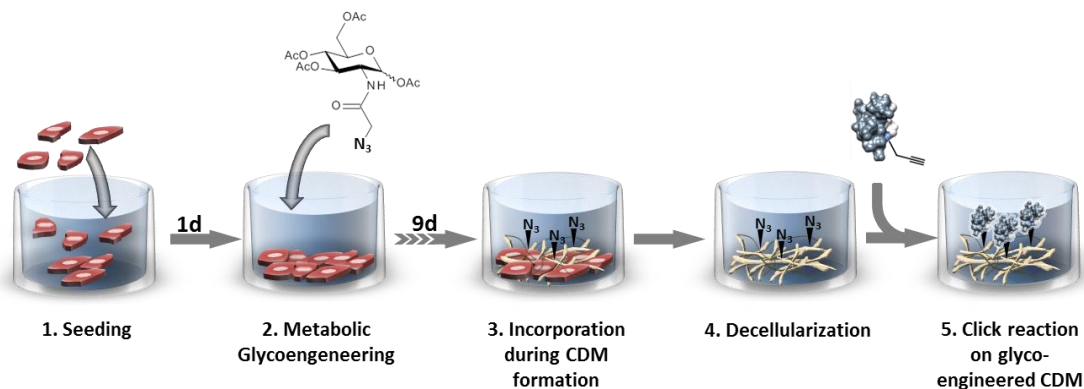 OAc
AcO
O
AcO
OAc
NH
O
N3
1d
9d
N3
N3
N3
N3
N3
N3
1. Seeding
2. Metabolic
Glycoengeneering
3. Incorporation
during CDM
formation
4. Decellularization
5. Click reaction
on glyco-
engineered CDM